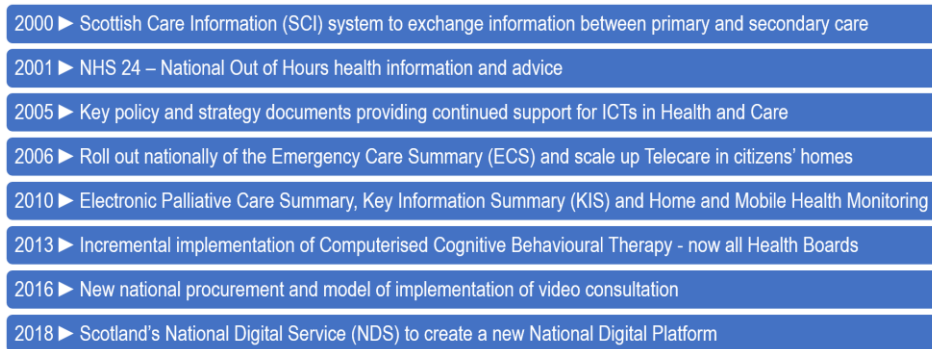 2000 ► Scottish Care Information (SCI) system to exchange information between primary and secondary care
2001 ► NHS 24 – National Out of Hours health information and advice
2005 ► Key policy and strategy documents providing continued support for ICTs in Health and Care
2006 ► Roll out nationally of the Emergency Care Summary (ECS) and scale up Telecare in citizens’ homes
2010 ► Electronic Palliative Care Summary, Key Information Summary (KIS) and Home and Mobile Health Monitoring
2013 ► Incremental implementation of Computerised Cognitive Behavioural Therapy - now all Health Boards
2016 ► New national procurement and model of implementation of video consultation
2018 ► Scotland’s National Digital Service (NDS) to create a new National Digital Platform